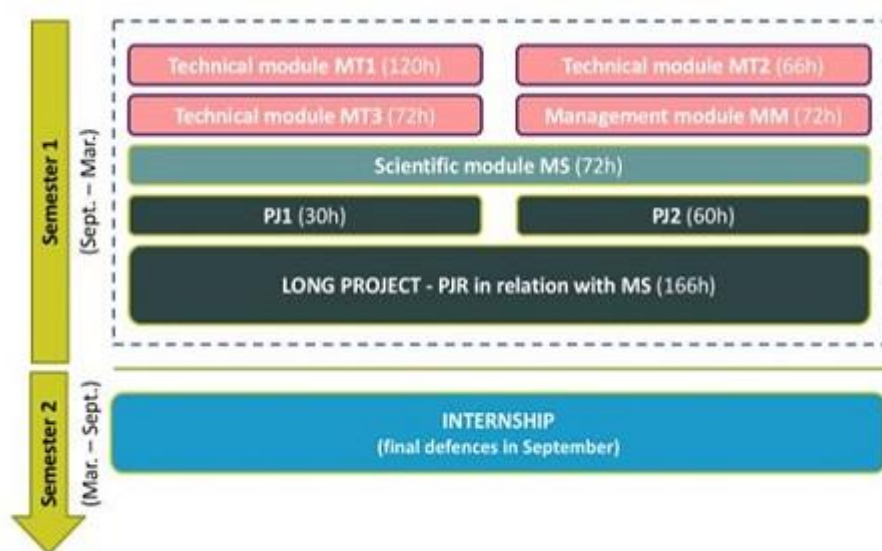 Semester 1
(Sept. – Mar.)
Technical module MT1 (120h)
Technical module MT2 (66h)
Technical module MT3 (72h)
Management module MM (72h)
Scientific module MS (72h)
PJ1 (30h)
PJ2 (60h)
LONG PROJECT - PJR in relation with MS (166h)
Semester 2
(Mar. – Sept.)
INTERNSHIP
(final defences in September)